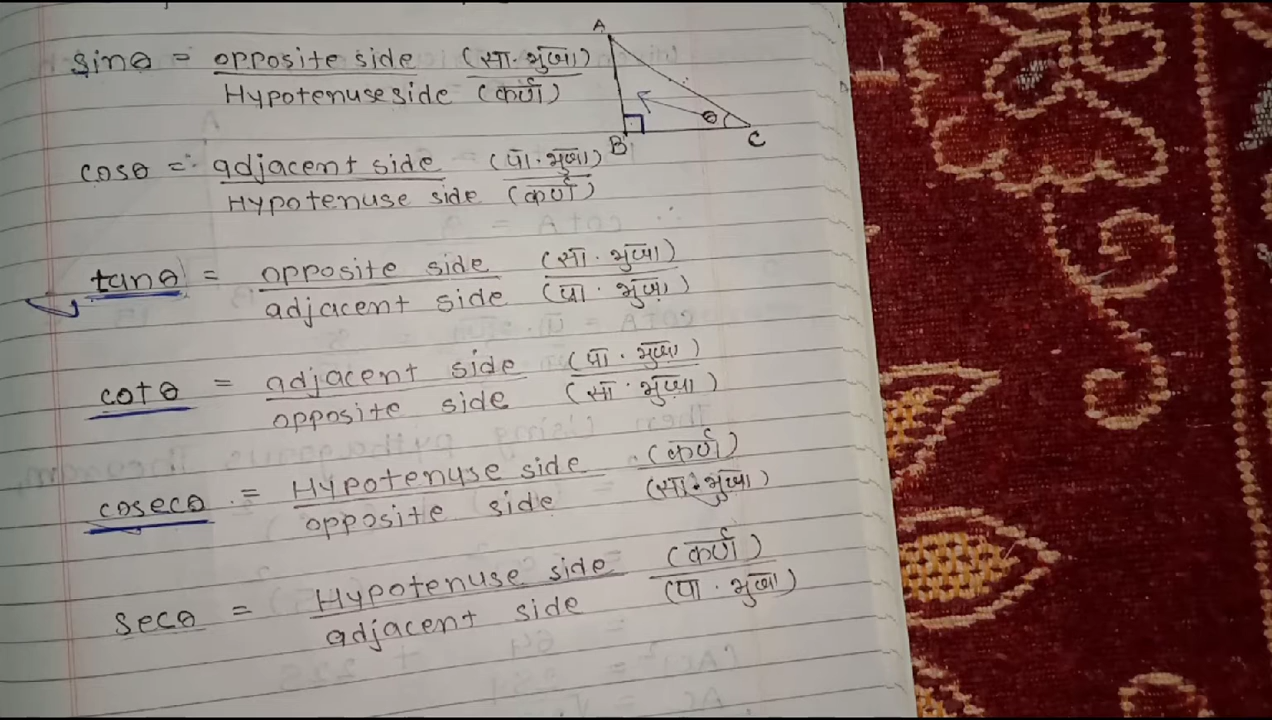 A
sinθ = opposite side (सा. भुजा)
Hypotenuse side (कर्ण)
θ
B C
cosθ = adjacent side (पा. भुजा)
Hypotenuse side (कर्ण)
tanθ = opposite side (सा. भुजा)
adjacent side (पा. भुजा)
cotθ = adjacent side (पा. भुजा)
opposite side (सा. भुजा)
cosecθ = Hypotenuse side (कर्ण)
opposite side (सा. भुजा)
secθ = Hypotenuse side (कर्ण)
adjacent side (पा. भुजा)